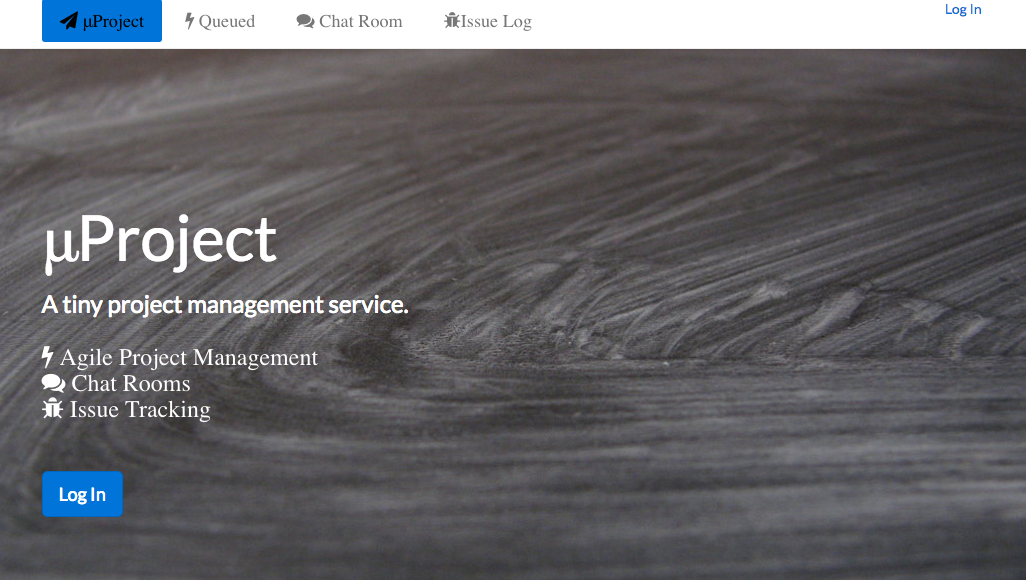 µProject Queued Chat Room Issue Log Log In
µProject
A tiny project management service.
Agile Project Management
Chat Rooms
Issue Tracking
Log In